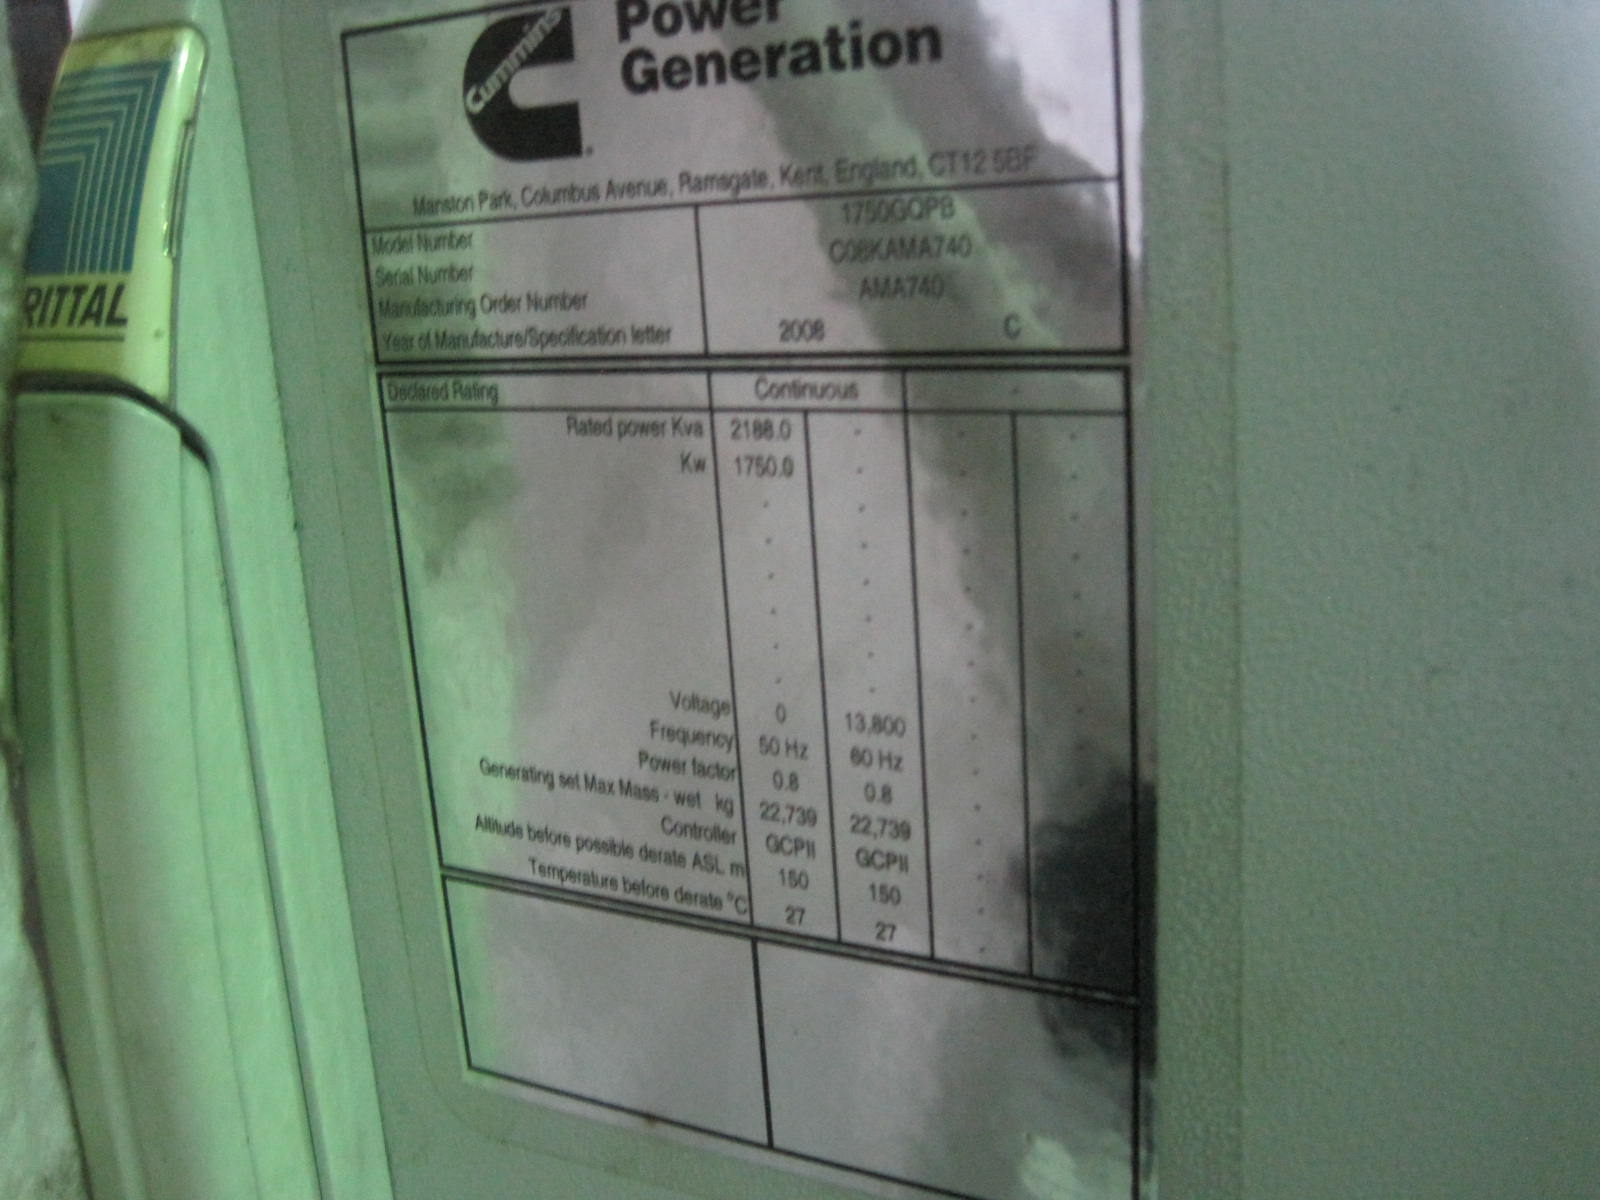 Cummins
Power
Generation
Manston Park, Columbus Avenue, Ramsgate, Kent, England, CT12 5BF
Model Number 1750GQPB
Serial Number C08KAMA740
Manufacturing Order Number AMA740
Year of Manufacture/Specification letter 2008 C
Declared Rating Continuous -
Rated power Kva 2188.0 - - -
Kw 1750.0 - - -
Voltage 0 13,800
Frequency 50 Hz 60 Hz
Power factor 0.8 0.8
Generating set Max Mass - wet kg 22,739 22,739
Controller GCPII GCPII
Altitude before possible derate ASL m 150 150
Temperature before derate °C 27 27
RITTAL